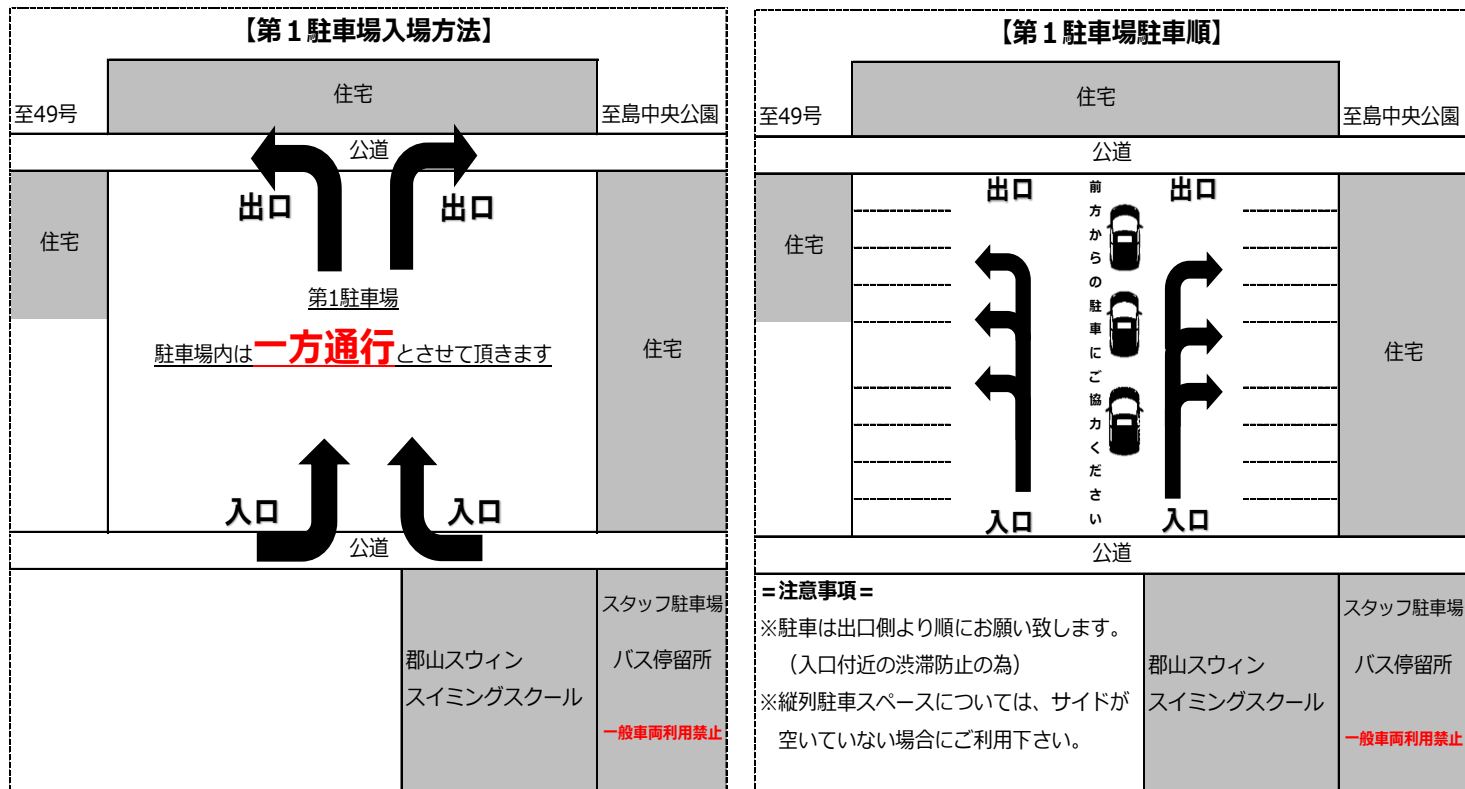 【第１駐車場入場方法】
住宅
至49号
至島中央公園
公道
出口
出口
住宅
第1駐車場
駐車場内は一方通行とさせて頂きます
住宅
入口
入口
公道
スタッフ駐車場
郡山スウィン
スイミングスクール
バス停留所
一般車両利用禁止
【第１駐車場駐車順】
住宅
至49号
至島中央公園
公道
出口
出口
前方からの駐車にご協力ください
住宅
住宅
入口
入口
公道
＝注意事項＝
※駐車は出口側より順にお願い致します。
（入口付近の渋滞防止の為）
※縦列駐車スペースについては、サイドが
空いていない場合にご利用下さい。
郡山スウィン
スイミングスクール
スタッフ駐車場
バス停留所
一般車両利用禁止